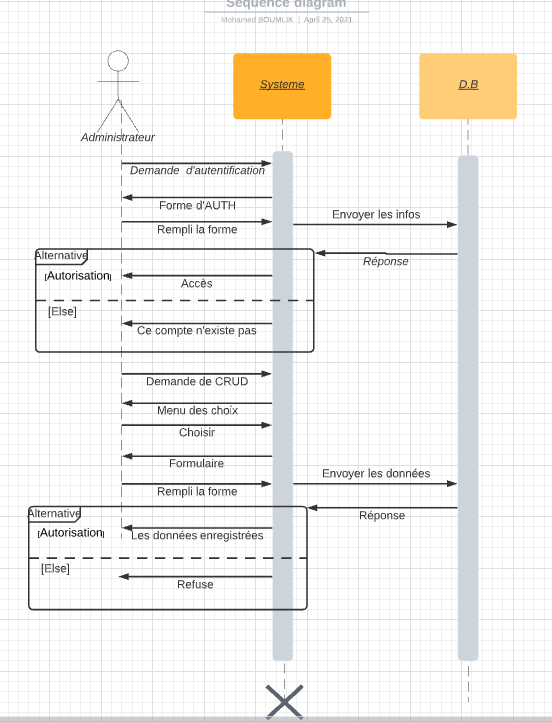 Sequence diagram
Mohamed BOUMLIK | April 25, 2021
Systeme
D.B
Administrateur
Demande d'autentification
Forme d'AUTH
Envoyer les infos
Rempli la forme
Alternative
Réponse
[Autorisation]
Accès
[Else]
Ce compte n'existe pas
Demande de CRUD
Menu des choix
Choisir
Formulaire
Envoyer les données
Rempli la forme
Alternative
Réponse
[Autorisation]
Les données enregistrées
[Else]
Refuse